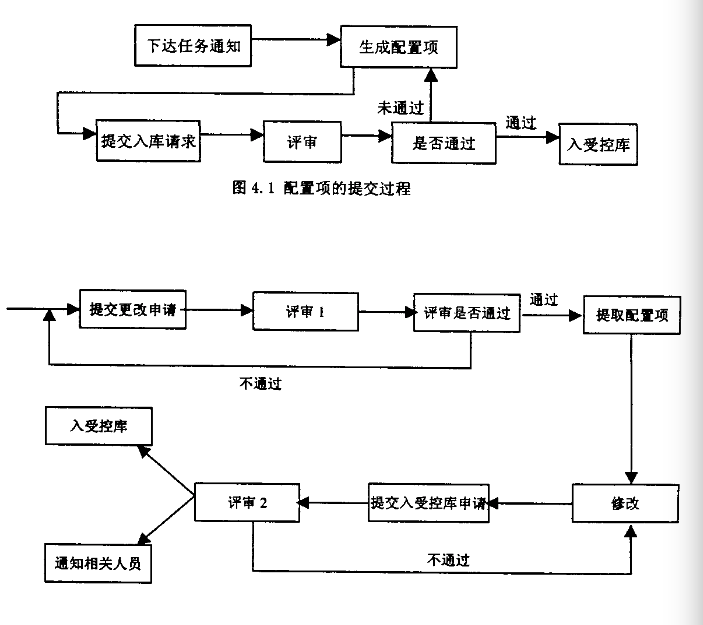 下达任务通知
生成配置项
未通过
通过
提交入库请求
评审
是否通过
入受控库
图 4.1 配置项的提交过程
通过
提交更改申请
评审 1
评审是否通过
提取配置项
不通过
入受控库
评审 2
提交入受控库申请
修改
不通过
通知相关人员